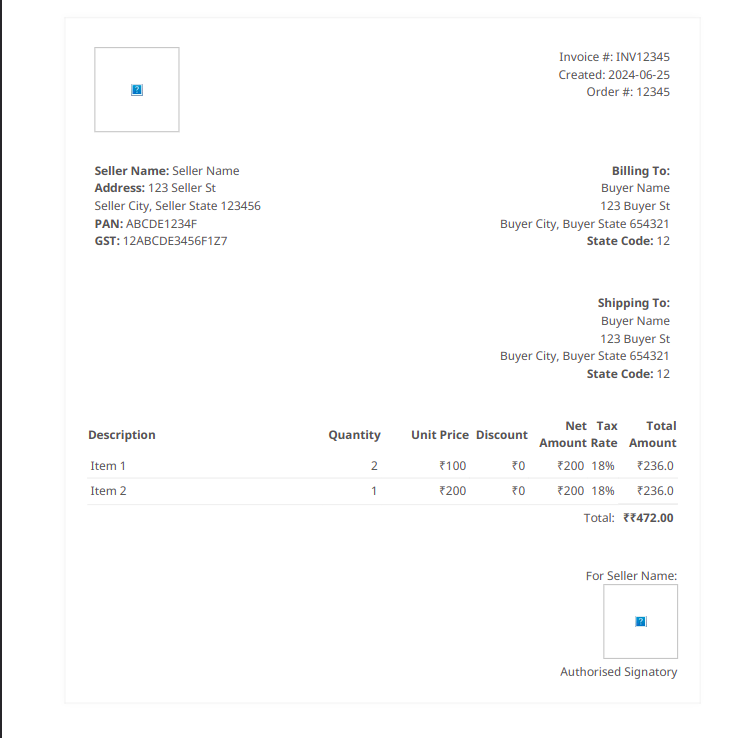 Invoice #: INV12345
Created: 2024-06-25
Order #: 12345
Seller Name: Seller Name
Address: 123 Seller St
Seller City, Seller State 123456
PAN: ABCDE1234F
GST: 12ABCDE3456F1Z7
Billing To:
Buyer Name
123 Buyer St
Buyer City, Buyer State 654321
State Code: 12
Shipping To:
Buyer Name
123 Buyer St
Buyer City, Buyer State 654321
State Code: 12
Description Quantity Unit Price Discount Net Amount Tax Rate Total Amount
Item 1 2 ₹100 ₹0 ₹200 18% ₹236.0
Item 2 1 ₹200 ₹0 ₹200 18% ₹236.0
Total: ₹₹472.00
For Seller Name:
Authorised Signatory